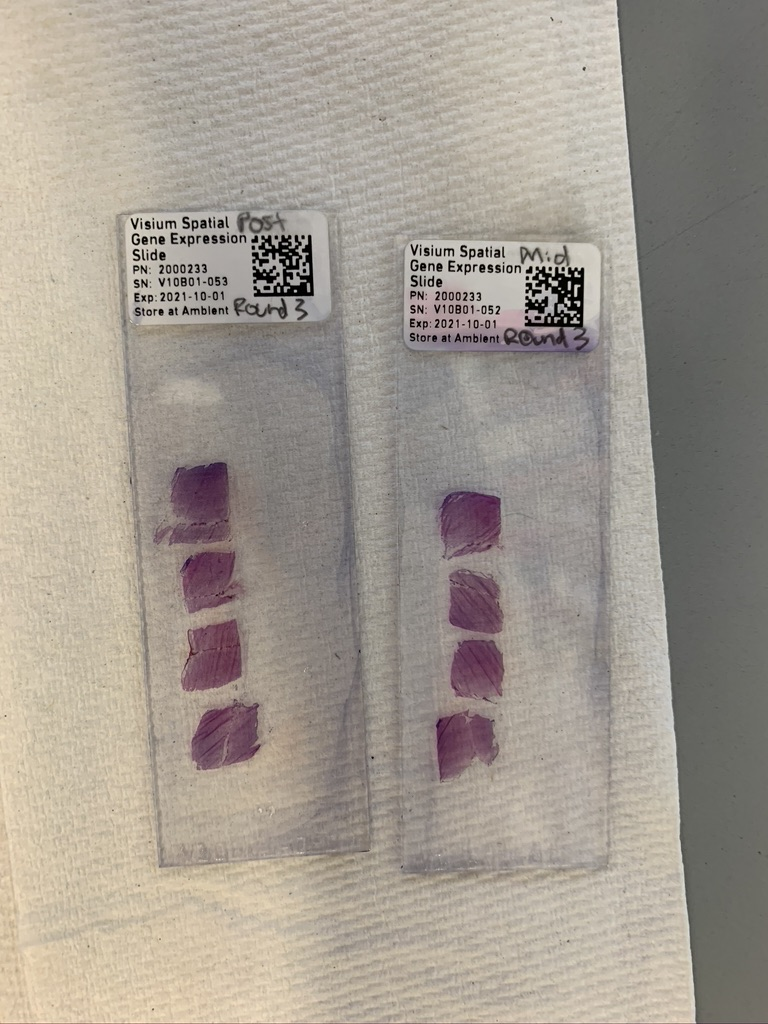 Visium Spatial Post
Gene Expression
Slide
PN: 2000233
SN: V10B01-053
Exp: 2021-10-01
Store at Ambient Round 3
Visium Spatial Mid
Gene Expression
Slide
PN: 2000233
SN: V10B01-052
Exp: 2021-10-01
Store at Ambient Round 3